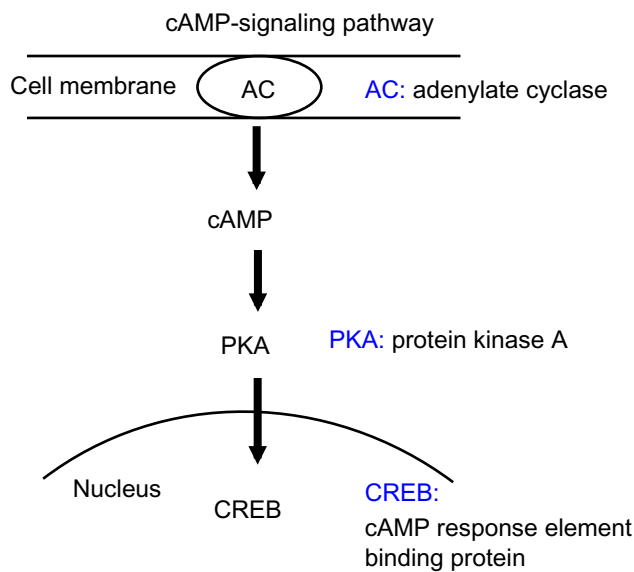 cAMP-signaling pathway
Cell membrane
AC
AC: adenylate cyclase
cAMP
PKA
PKA: protein kinase A
Nucleus
CREB
CREB:
cAMP response element
binding protein